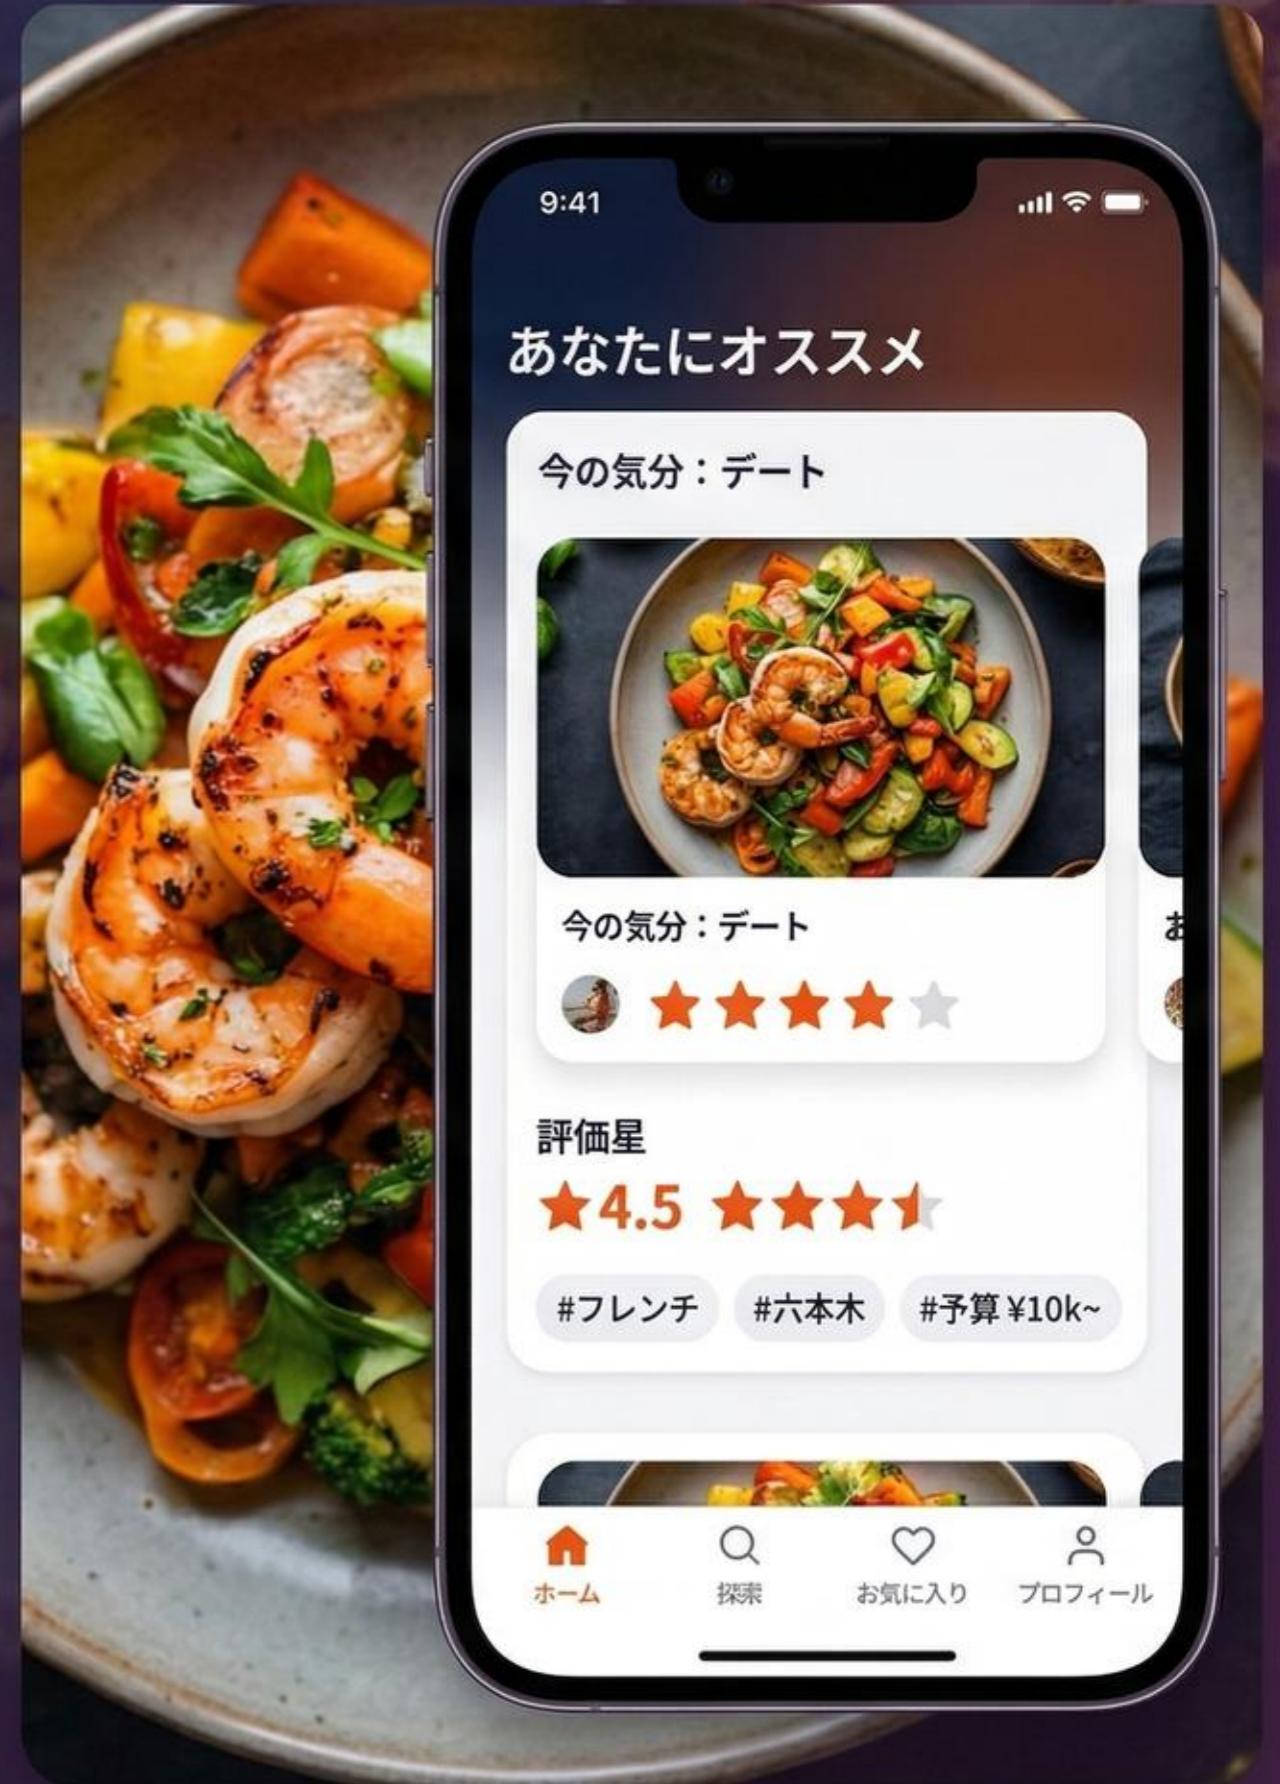 9:41
あなたにオススメ
今の気分：デート
今の気分：デート
お
評価星
★4.5
#フレンチ #六本木 #予算 ¥10k~
ホーム 探索 お気に入り プロフィール